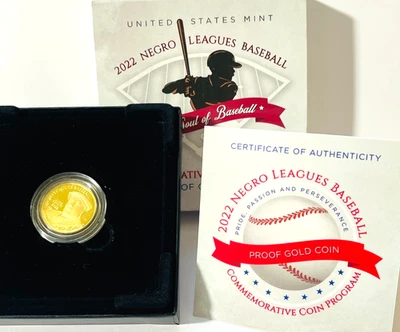 UNITED STATES MINT
2022 NEGRO LEAGUES BASEBALL
Soul of Baseball
CERTIFICATE OF AUTHENTICITY
2022 NEGRO LEAGUES BASEBALL
PRIDE, PASSION AND PERSEVERANCE
PROOF GOLD COIN
COMMEMORATIVE COIN PROGRAM